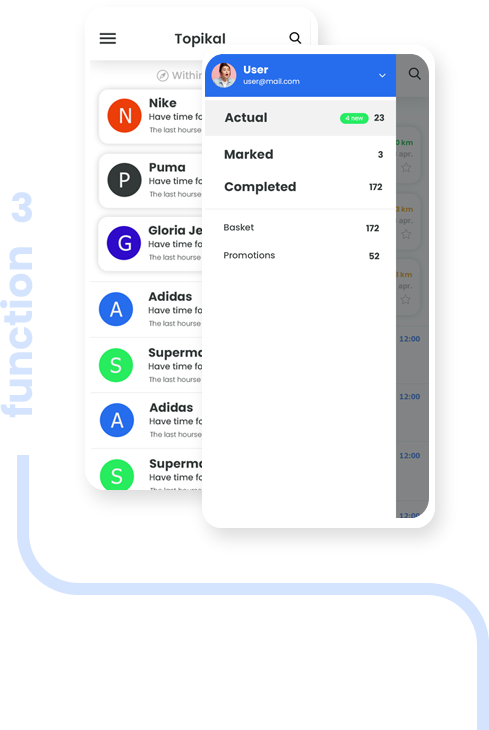 Topikal
Within
N
Nike
Have time fo
The last hourse
P
Puma
Have time fo
The last hourse
G
Gloria Je
Have time fo
The last hourse
A
Adidas
Have time fo
The last hourse
S
Superma
Have time fo
The last hourse
A
Adidas
Have time fo
The last hourse
S
Superma
Have time fo
The last hourse
User
user@mail.com
Actual 4 new 23
Marked 3
Completed 172
Basket 172
Promotions 52
0 km
apr.
0 km
apr.
km
apr.
12:00
12:00
12:00
12:00
function 3